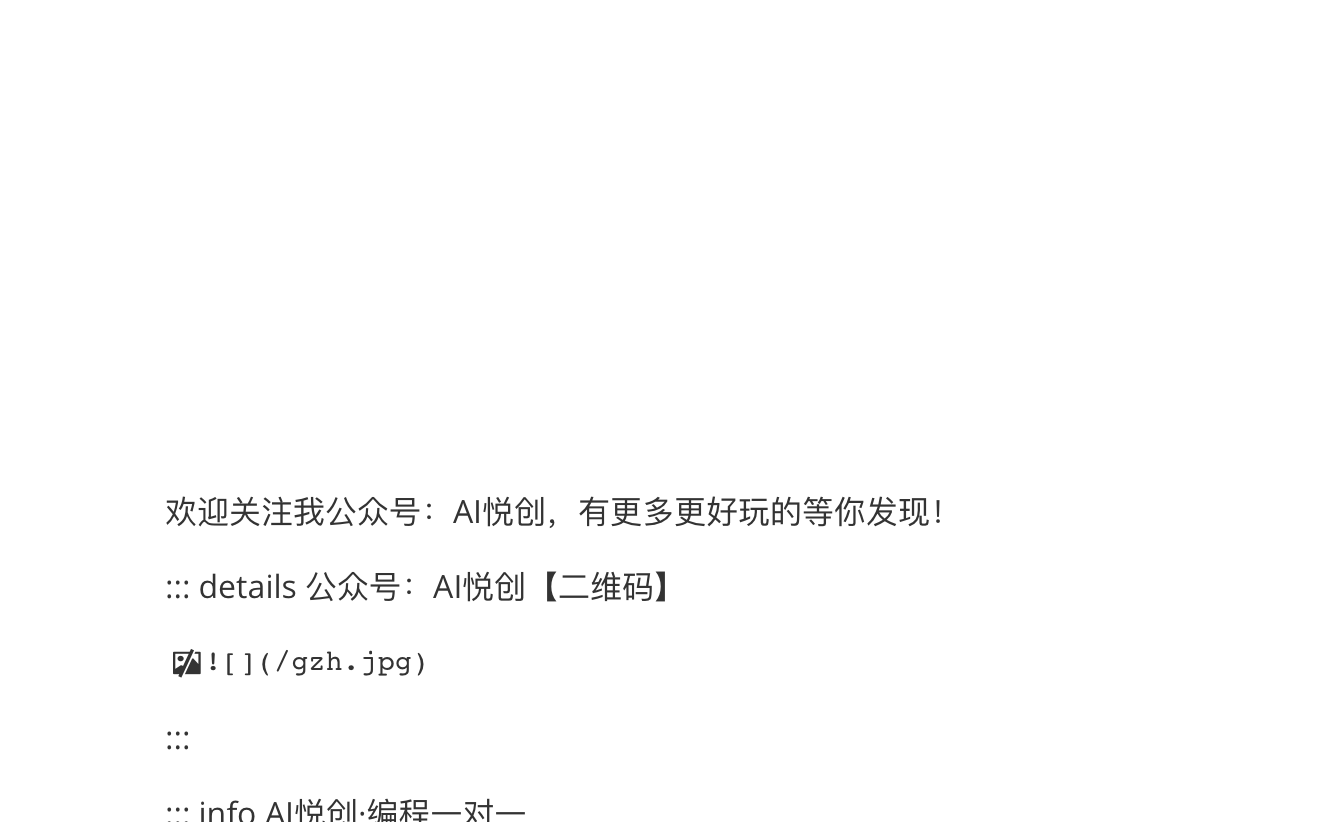 欢迎关注我公众号：AI悦创，有更多更好玩的等你发现！
::: details 公众号：AI悦创【二维码】
![](/gzh.jpg)
:::
::: info AI悦创·编程一对一